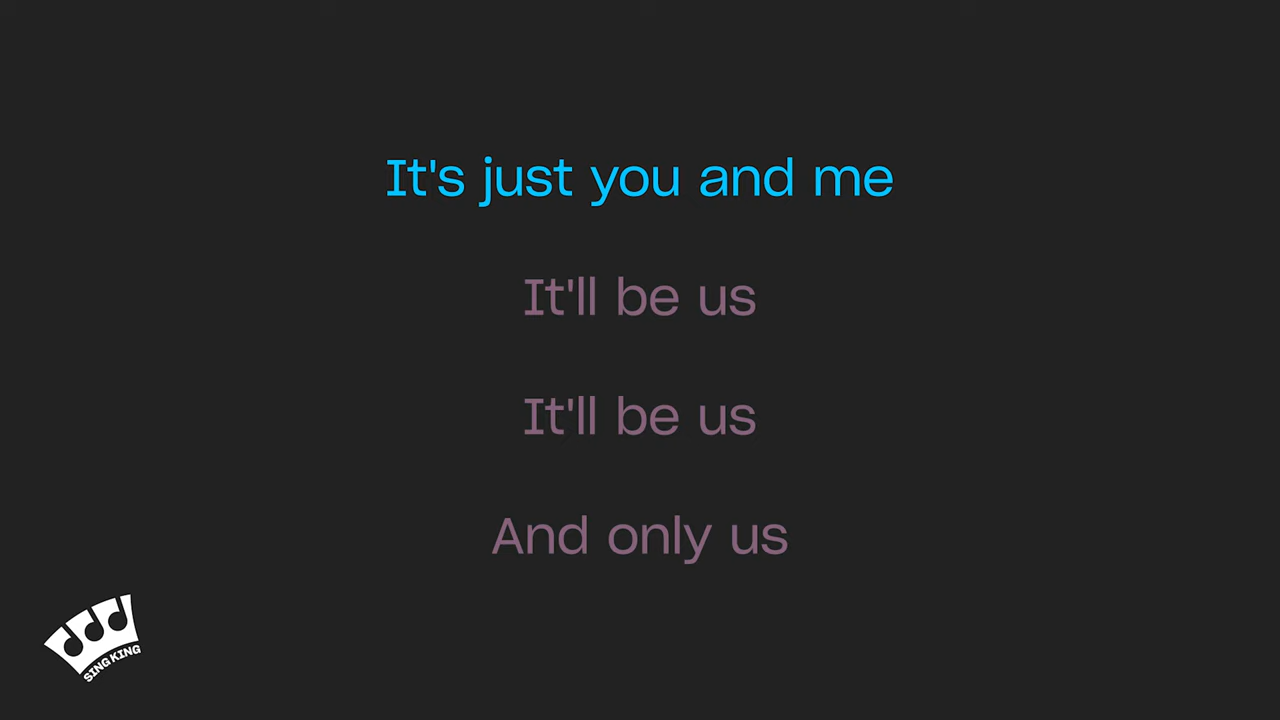 It's just you and me
It'll be us
It'll be us
And only us
SING KING